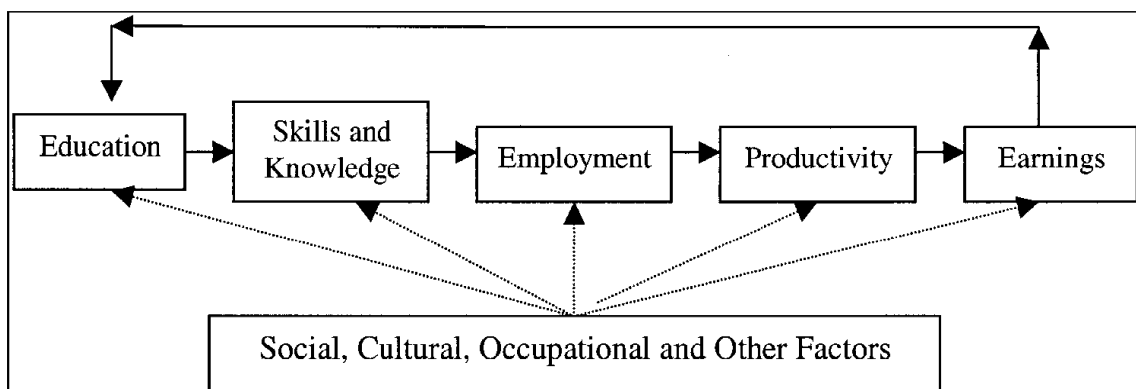 Education
Skills and
Knowledge
Employment
Productivity
Earnings
Social, Cultural, Occupational and Other Factors